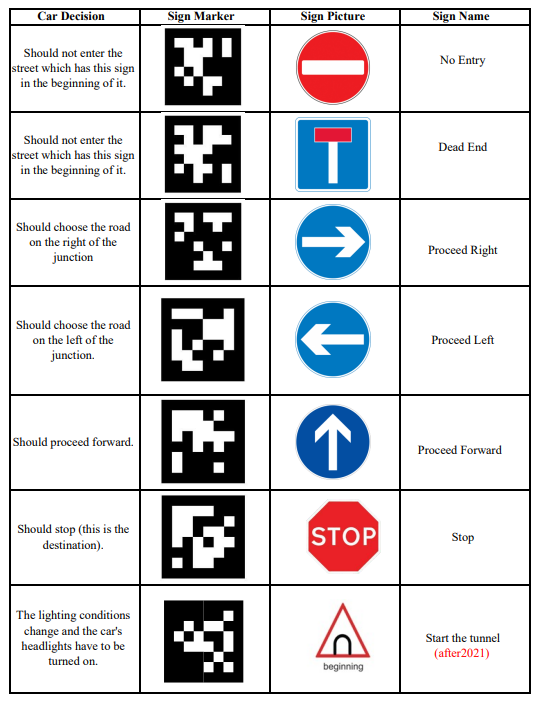 Car Decision Sign Marker Sign Picture Sign Name
Should not enter the
street which has this sign
in the beginning of it.
No Entry
Should not enter the
street which has this sign
in the beginning of it.
Dead End
Should choose the road
on the right of the
junction
Proceed Right
Should choose the road
on the left of the
junction.
Proceed Left
Should proceed forward.
Proceed Forward
Should stop (this is the
destination).
STOP
Stop
The lighting conditions
change and the car's
headlights have to be
turned on.
beginning
Start the tunnel
(after2021)